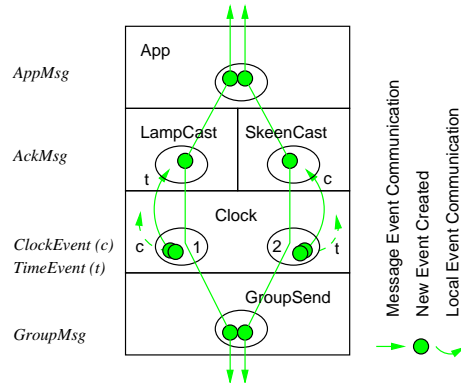 App
AppMsg
LampCast
SkeenCast
AckMsg
t
c
Clock
ClockEvent (c)
c
1
2
t
TimeEvent (t)
GroupSend
GroupMsg
Message Event Communication
New Event Created
Local Event Communication